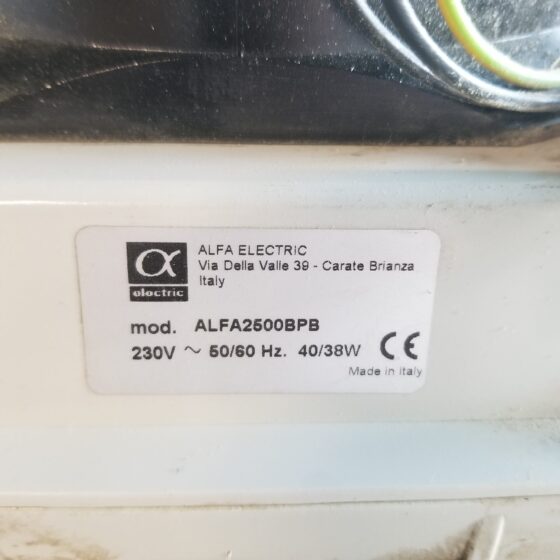 α
electric
ALFA ELECTRIC
Via Della Valle 39 - Carate Brianza
Italy
mod. ALFA2500BPB
230V ~ 50/60 Hz. 40/38W CE
Made in Italy